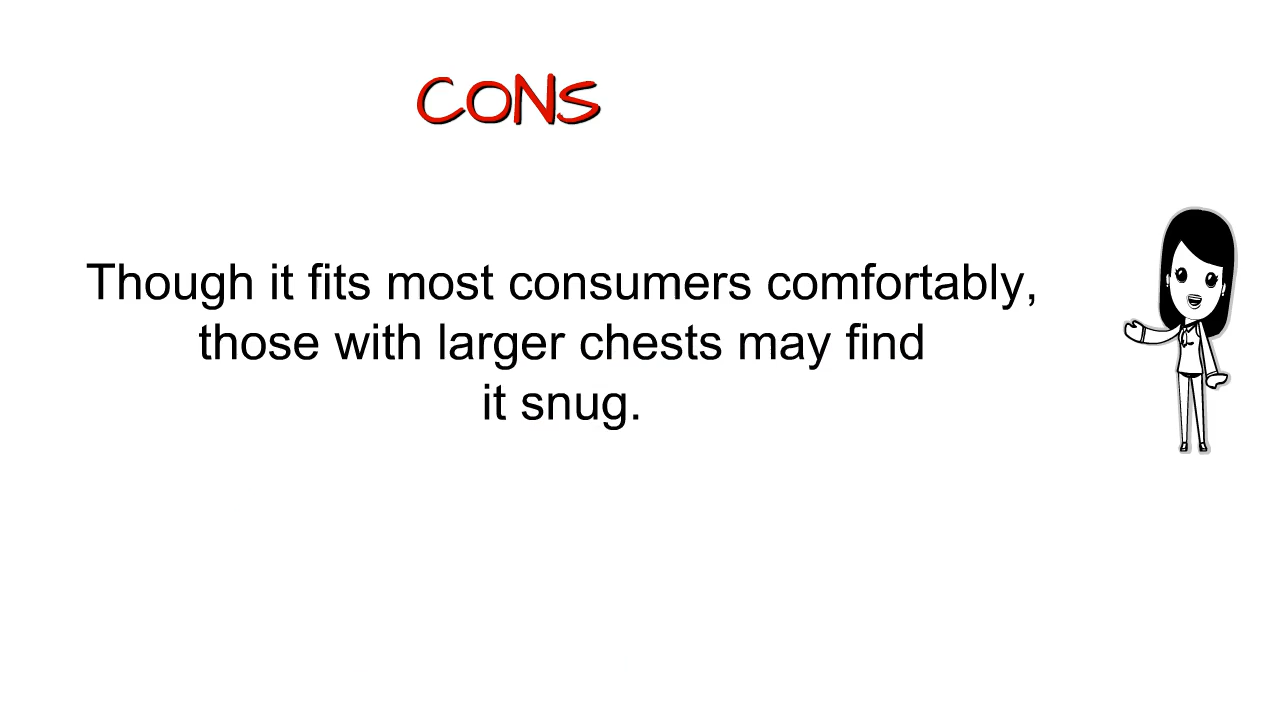 CONS
Though it fits most consumers comfortably,
those with larger chests may find
it snug.